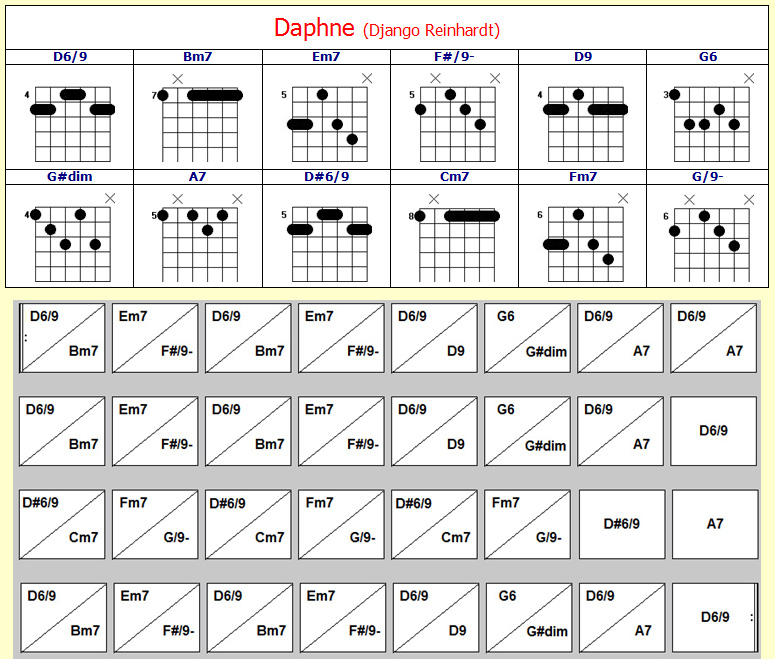 Daphne (Django Reinhardt)
D6/9 Bm7 Em7 F#/9- D9 G6
4 7 5 5 4 3
G#dim A7 D#6/9 Cm7 Fm7 G/9-
4 5 5 8 6 6
D6/9 Em7 D6/9 Em7 D6/9 G6 D6/9 D6/9
:
Bm7 F#/9- Bm7 F#/9- D9 G#dim A7 A7
D6/9 Em7 D6/9 Em7 D6/9 G6 D6/9
D6/9
Bm7 F#/9- Bm7 F#/9- D9 G#dim A7
D#6/9 Fm7 D#6/9 Fm7 D#6/9 Fm7
D#6/9 A7
Cm7 G/9- Cm7 G/9- Cm7 G/9-
D6/9 Em7 D6/9 Em7 D6/9 G6 D6/9
D6/9 :
Bm7 F#/9- Bm7 F#/9- D9 G#dim A7